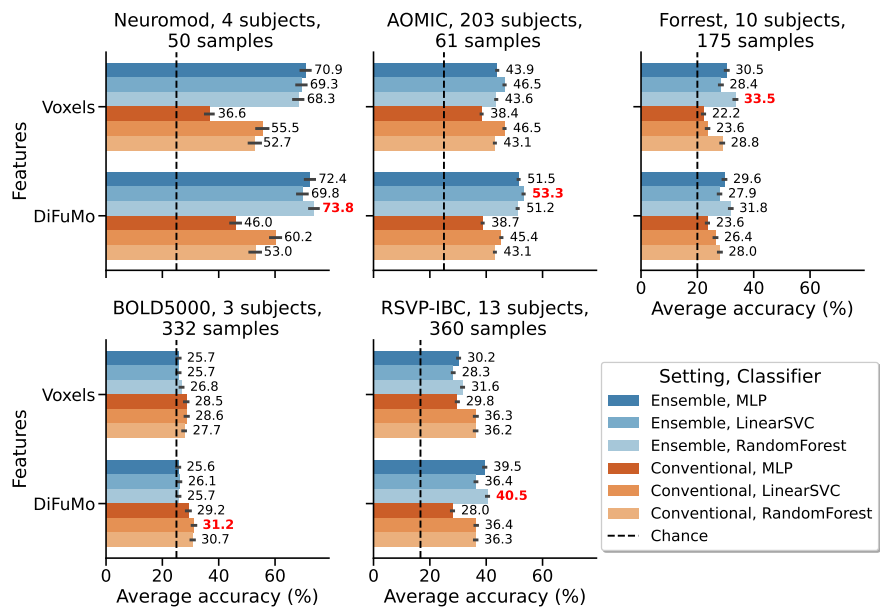 Neuromod, 4 subjects,
50 samples
Features
Voxels
70.9
69.3
68.3
36.6
55.5
52.7
DiFuMo
72.4
69.8
73.8
46.0
60.2
53.0
AOMIC, 203 subjects,
61 samples
43.9
46.5
43.6
38.4
46.5
43.1
51.5
53.3
51.2
38.7
45.4
43.1
Forrest, 10 subjects,
175 samples
30.5
28.4
33.5
22.2
23.6
28.8
29.6
27.9
31.8
23.6
26.4
28.0
0 20 40 60
Average accuracy (%)
BOLD5000, 3 subjects,
332 samples
Features
Voxels
25.7
25.7
26.8
28.5
28.6
27.7
DiFuMo
25.6
26.1
25.7
29.2
31.2
30.7
0 20 40 60
Average accuracy (%)
RSVP-IBC, 13 subjects,
360 samples
30.2
28.3
31.6
29.8
36.3
36.2
39.5
36.4
40.5
28.0
36.4
36.3
0 20 40 60
Average accuracy (%)
Setting, Classifier
Ensemble, MLP
Ensemble, LinearSVC
Ensemble, RandomForest
Conventional, MLP
Conventional, LinearSVC
Conventional, RandomForest
Chance